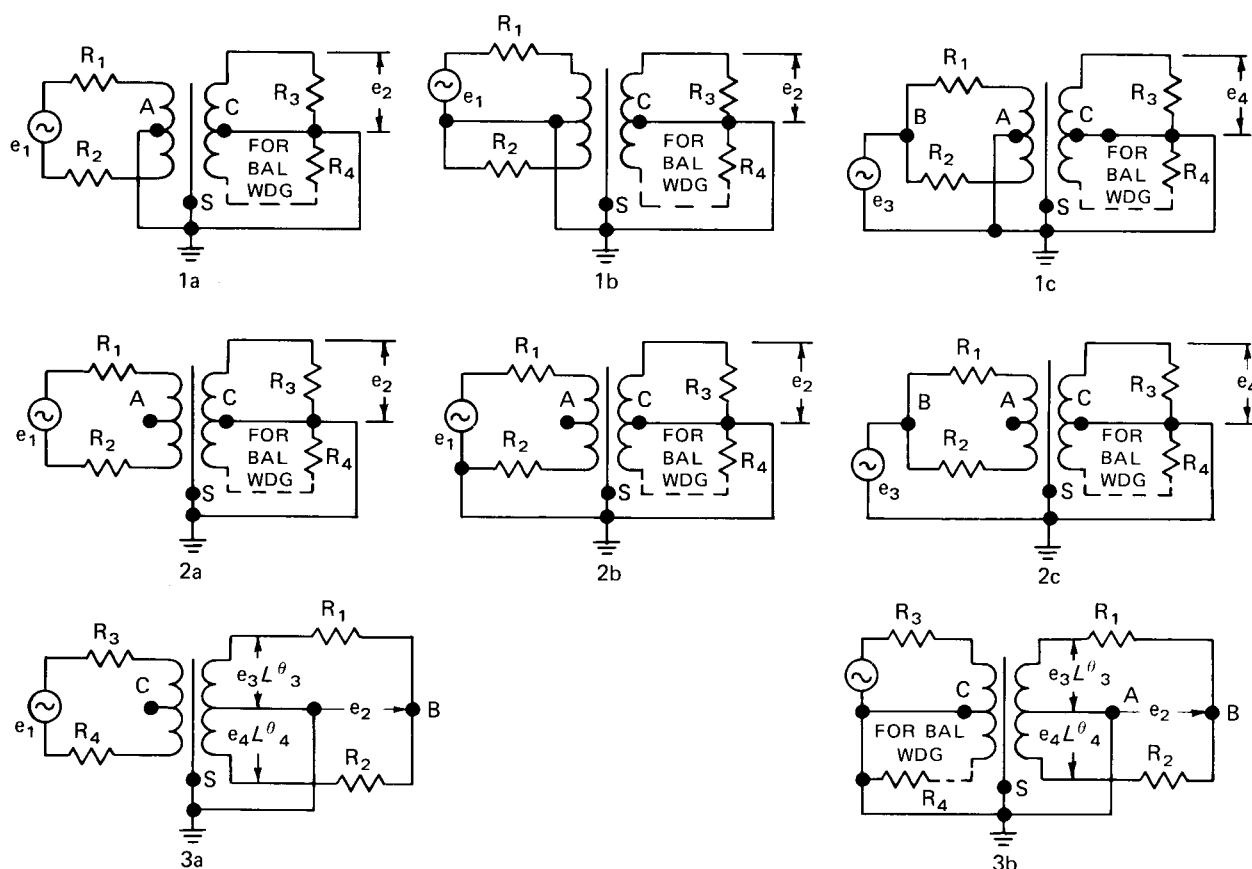 R1
A
C
R3
e2
e1
FOR
BAL
WDG
R2
R4
S
1a
R1
e1
C
R3
e2
FOR
BAL
WDG
R2
R4
S
1b
R1
B
A
C
R3
e4
FOR
BAL
WDG
R2
R4
e3
S
1c
R1
A
C
R3
e2
e1
FOR
BAL
WDG
R2
R4
S
2a
R1
A
C
R3
e2
e1
FOR
BAL
WDG
R2
R4
S
2b
R1
B
A
C
R3
e4
FOR
BAL
WDG
R2
R4
e3
S
2c
R3
R1
C
e3 L θ3
e1
e2
B
R4
e4 L θ4
R2
S
3a
R3
R1
C
e3 L θ3
A
e2
B
FOR BAL
WDG
e4 L θ4
R4
R2
S
3b